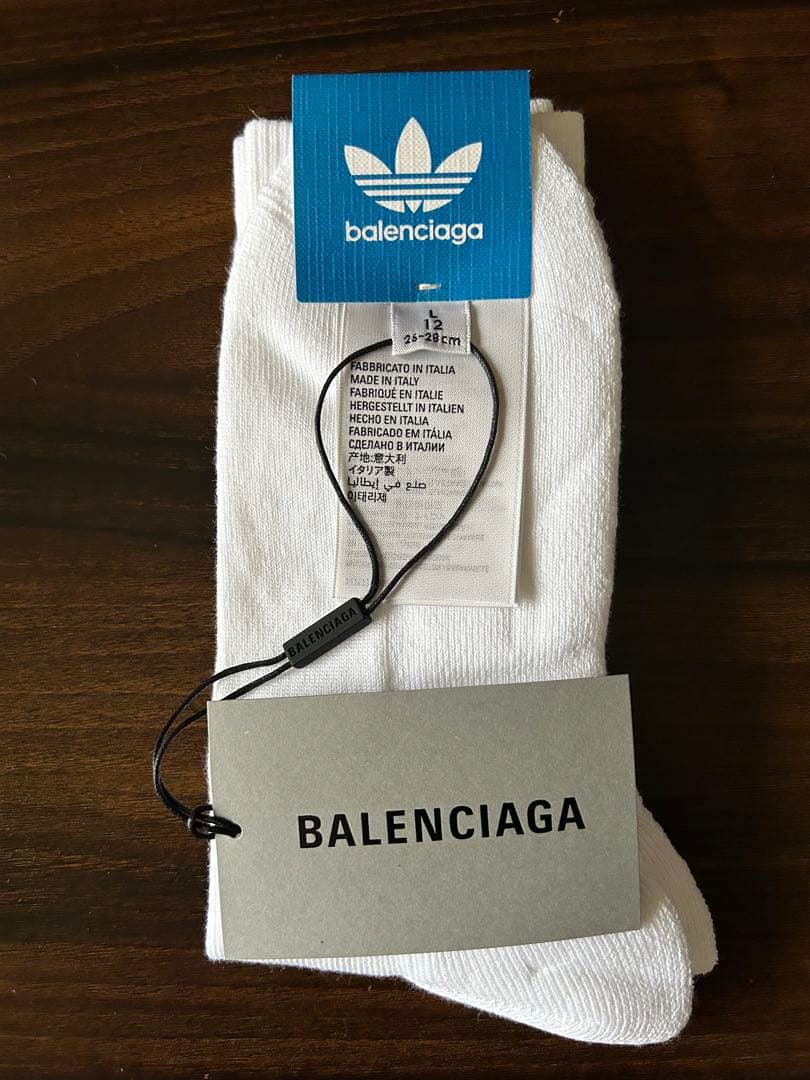 balenciaga
L
12
26-28cm
FABBRICATO IN ITALIA
MADE IN ITALY
FABRIQUÉ EN ITALIE
HERGESTELLT IN ITALIEN
HECHO EN ITALIA
FABRICADO EM ITÁLIA
СДЕЛАНО В ИТАЛИИ
产地:意大利
イタリア製
صنع في إيطاليا
이태리제
BALENCIAGA
BALENCIAGA